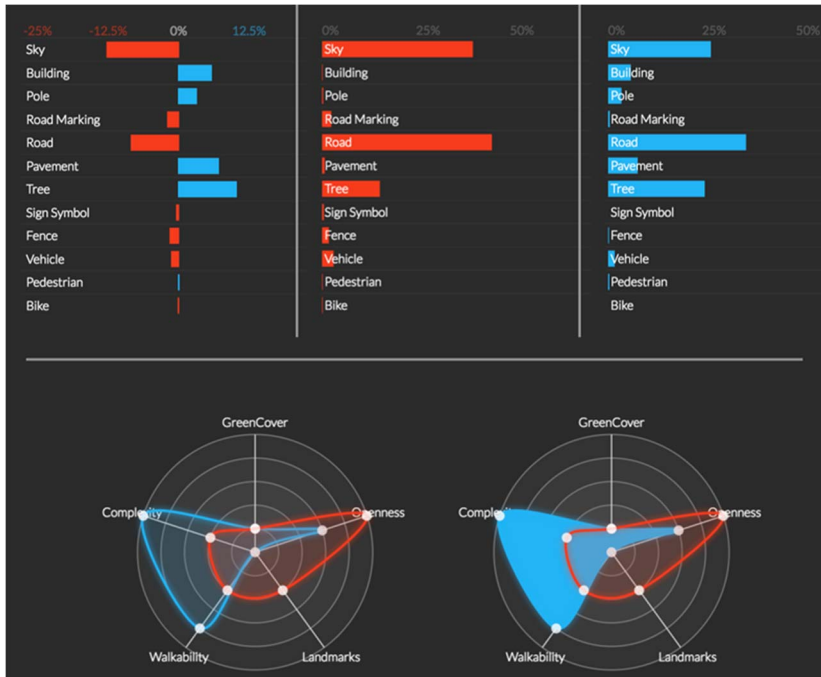 -25% -12.5% 0% 12.5%
Sky
Building
Pole
Road Marking
Road
Pavement
Tree
Sign Symbol
Fence
Vehicle
Pedestrian
Bike
0% 25% 50%
Sky
Building
Pole
Road Marking
Road
Pavement
Tree
Sign Symbol
Fence
Vehicle
Pedestrian
Bike
0% 25% 50%
Sky
Building
Pole
Road Marking
Road
Pavement
Tree
Sign Symbol
Fence
Vehicle
Pedestrian
Bike
GreenCover
Complexity Openness
Walkability Landmarks
GreenCover
Complexity Openness
Walkability Landmarks